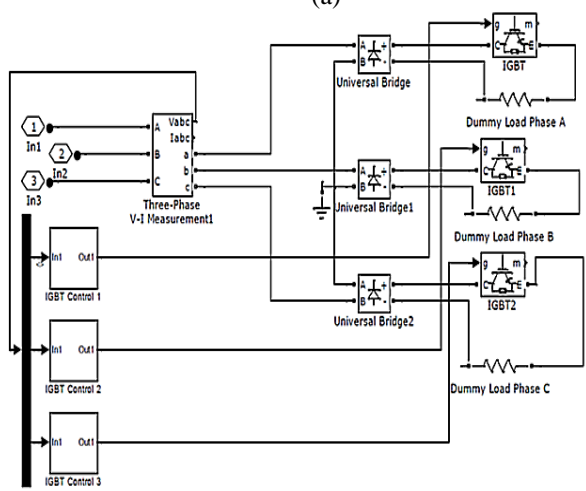 (a)
g m
C E
IGBT
A +
B -
Universal Bridge
Dummy Load Phase A
1
In1
2
In2
3
In3
A
B
C
Vabc
Iabc
a
b
c
Three-Phase
V-I Measurement1
g m
C E
IGBT1
A +
B -
Universal Bridge1
Dummy Load Phase B
In1 Out1
IGBT Control 1
g m
C E
IGBT2
A +
B -
Universal Bridge2
In1 Out1
IGBT Control 2
Dummy Load Phase C
In1 Out1
IGBT Control 3